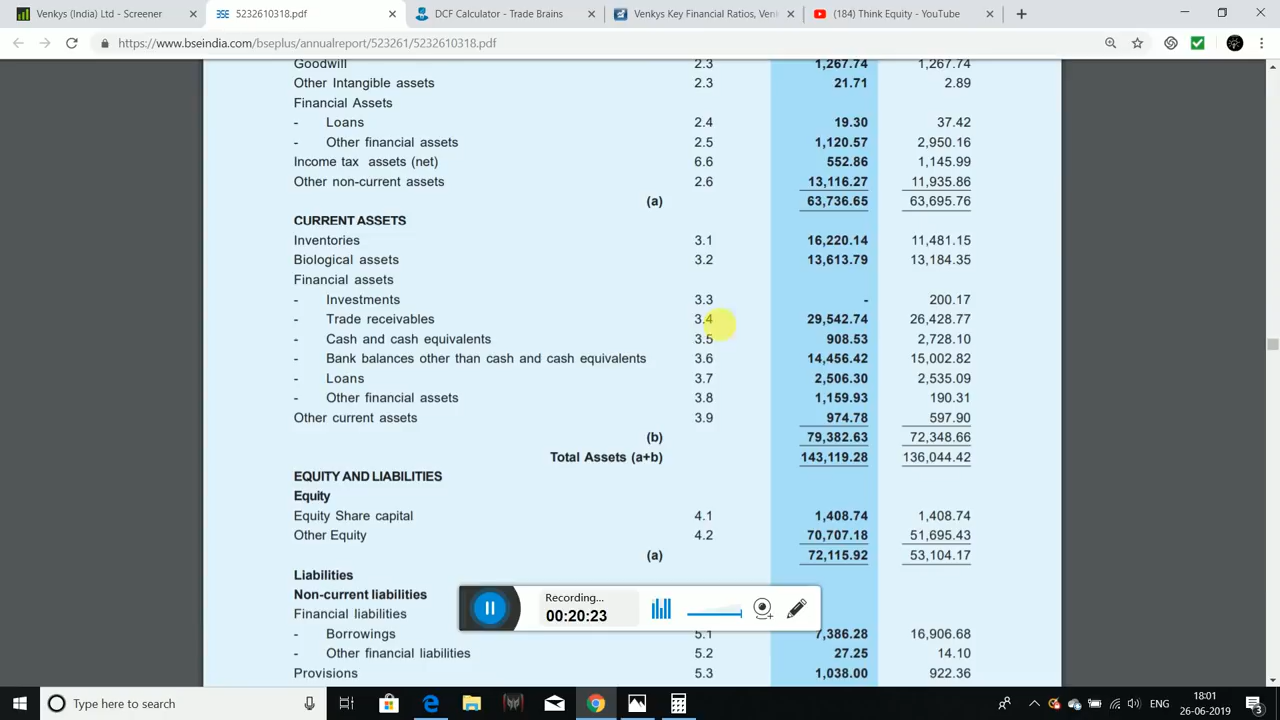 Venkys (India) Ltd - Screener
5232610318.pdf
DCF Calculator - Trade Brains
Venkys Key Financial Ratios, Venk
(184) Think Equity - YouTube
https://www.bseindia.com/bseplus/annualreport/523261/5232610318.pdf
Goodwill 2.3 1,267.74 1,267.74
Other Intangible assets 2.3 21.71 2.89
Financial Assets
- Loans 2.4 19.30 37.42
- Other financial assets 2.5 1,120.57 2,950.16
Income tax assets (net) 6.6 552.86 1,145.99
Other non-current assets 2.6 13,116.27 11,935.86
(a) 63,736.65 63,695.76
CURRENT ASSETS
Inventories 3.1 16,220.14 11,481.15
Biological assets 3.2 13,613.79 13,184.35
Financial assets
- Investments 3.3 - 200.17
- Trade receivables 3.4 29,542.74 26,428.77
- Cash and cash equivalents 3.5 908.53 2,728.10
- Bank balances other than cash and cash equivalents 3.6 14,456.42 15,002.82
- Loans 3.7 2,506.30 2,535.09
- Other financial assets 3.8 1,159.93 190.31
Other current assets 3.9 974.78 597.90
(b) 79,382.63 72,348.66
Total Assets (a+b) 143,119.28 136,044.42
EQUITY AND LIABILITIES
Equity
Equity Share capital 4.1 1,408.74 1,408.74
Other Equity 4.2 70,707.18 51,695.43
(a) 72,115.92 53,104.17
Liabilities
Non-current liabilities
Financial liabilities
- Borrowings 5.1 7,386.28 16,906.68
- Other financial liabilities 5.2 27.25 14.10
Provisions 5.3 1,038.00 922.36
Recording...
00:20:23
Type here to search
ENG
18:01
26-06-2019
3